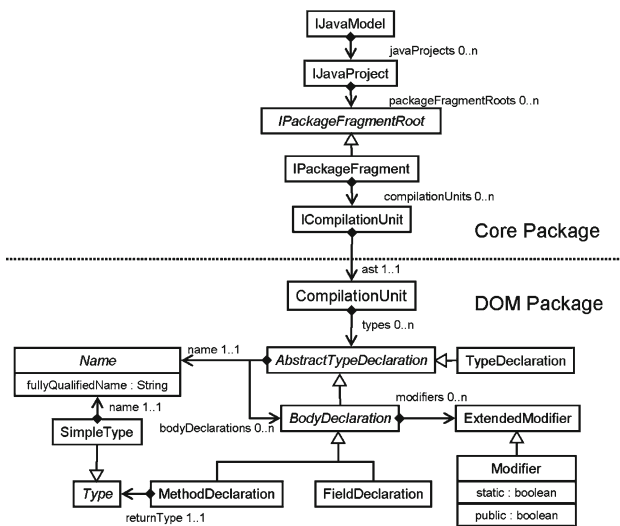 IJavaModel
javaProjects 0..n
IJavaProject
packageFragmentRoots 0..n
IPackageFragmentRoot
IPackageFragment
compilationUnits 0..n
ICompilationUnit
Core Package
ast 1..1
CompilationUnit
DOM Package
types 0..n
Name
name 1..1
AbstractTypeDeclaration
TypeDeclaration
fullyQualifiedName : String
name 1..1
modifiers 0..n
SimpleType
bodyDeclarations 0..n
BodyDeclaration
ExtendedModifier
Type
MethodDeclaration
FieldDeclaration
Modifier
static : boolean
public : boolean
returnType 1..1